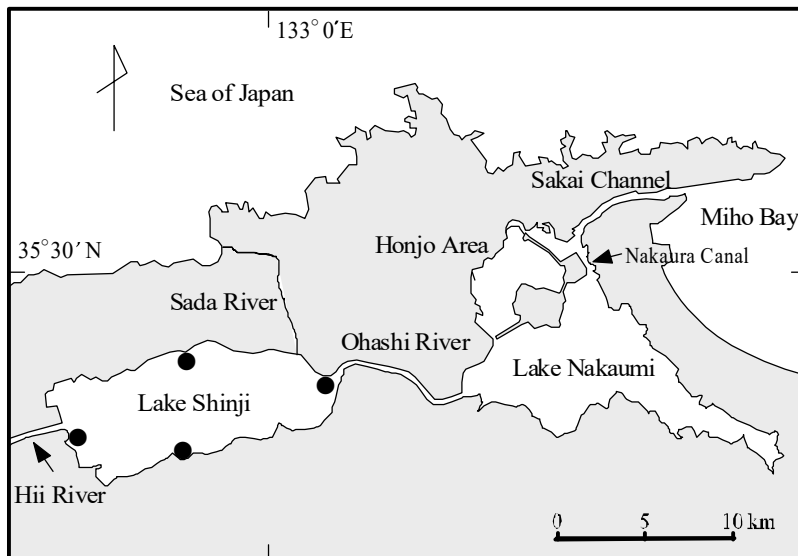 133°0′E
Sea of Japan
Sakai Channel
Miho Bay
Honjo Area
35°30′ N
Nakaura Canal
Sada River
Ohashi River
Lake Nakaumi
Lake Shinji
Hii River
0 5 10 km